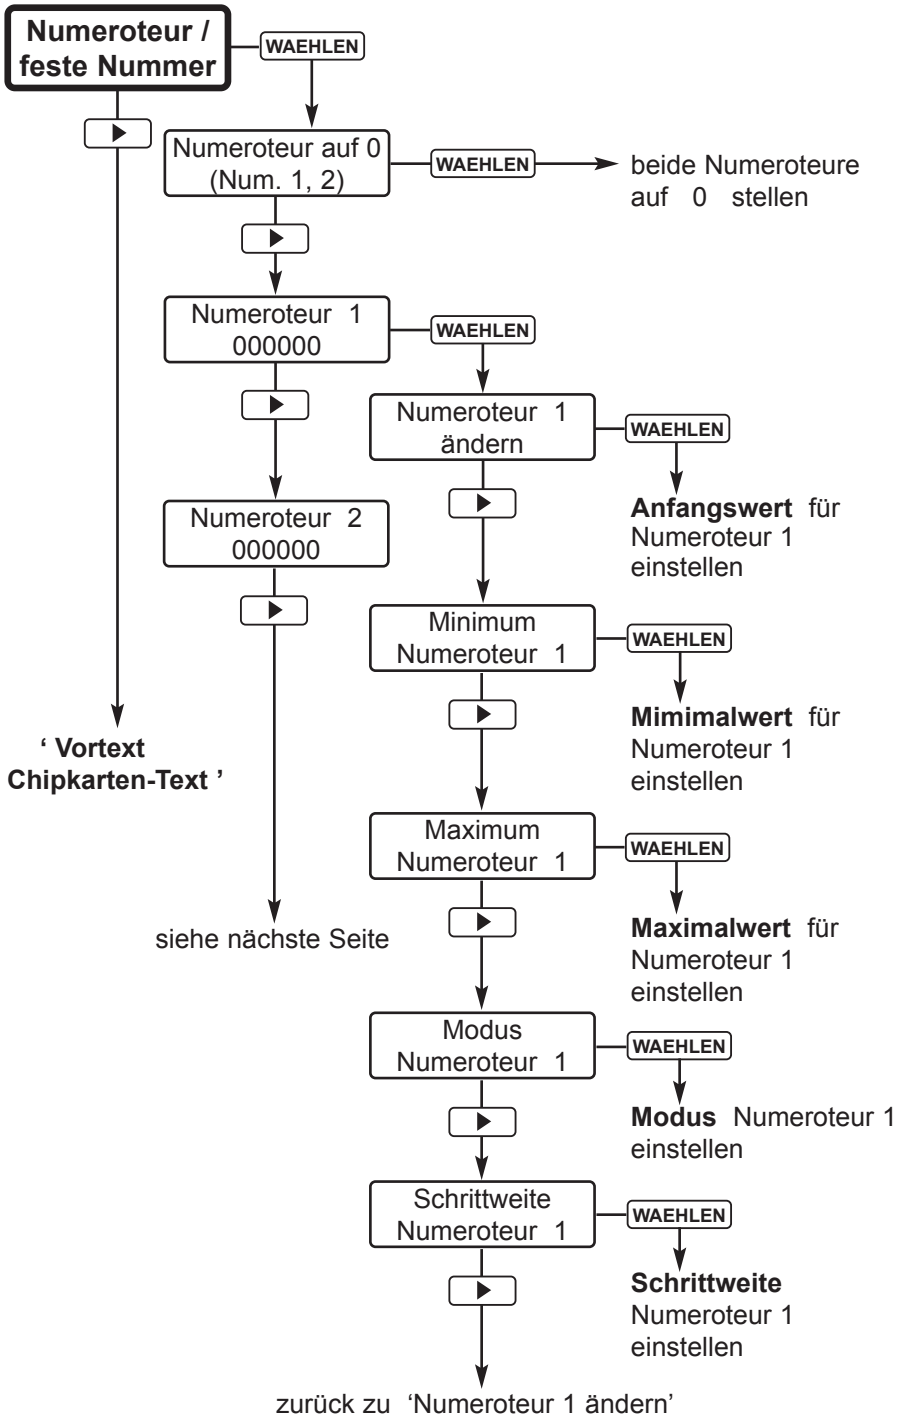 Numeroteur /
feste Nummer
WAEHLEN
Numeroteur auf 0
(Num. 1, 2)
WAEHLEN
beide Numeroteure
auf 0 stellen
Numeroteur 1
000000
WAEHLEN
Numeroteur 1
ändern
WAEHLEN
Anfangswert für
Numeroteur 1
einstellen
Numeroteur 2
000000
Minimum
Numeroteur 1
WAEHLEN
Mimimalwert für
Numeroteur 1
einstellen
‘ Vortext
Chipkarten-Text ’
Maximum
Numeroteur 1
WAEHLEN
Maximalwert für
Numeroteur 1
einstellen
siehe nächste Seite
Modus
Numeroteur 1
WAEHLEN
Modus Numeroteur 1
einstellen
Schrittweite
Numeroteur 1
WAEHLEN
Schrittweite
Numeroteur 1
einstellen
zurück zu ‘Numeroteur 1 ändern’